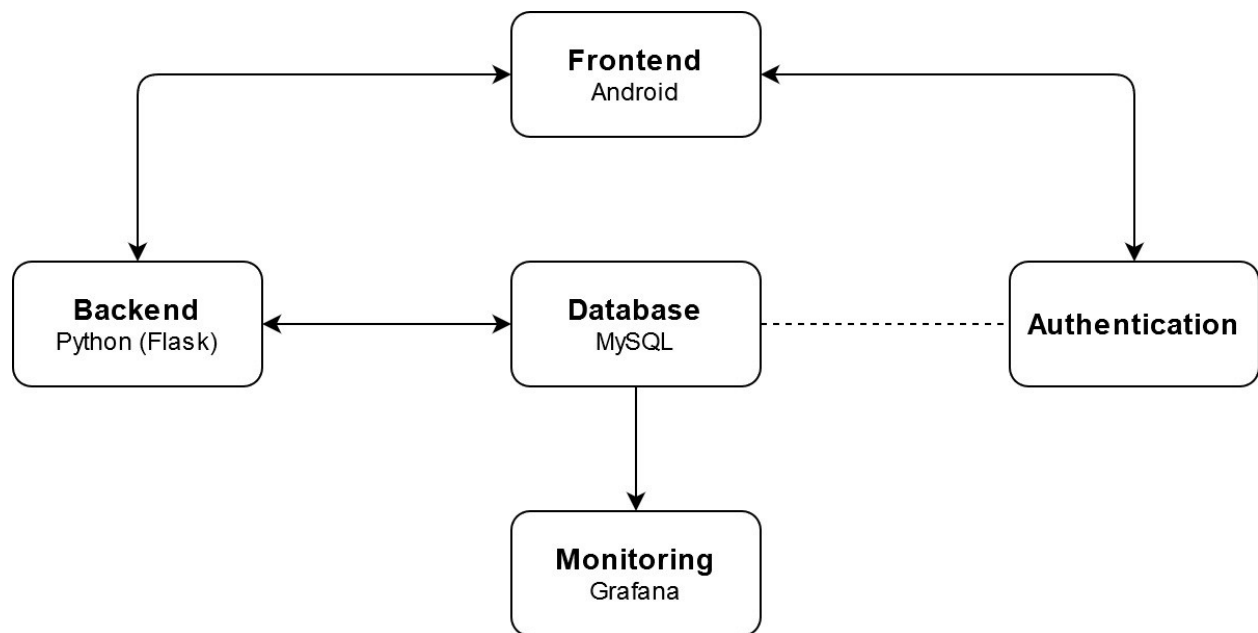 Frontend
Android
Backend
Python (Flask)
Database
MySQL
Authentication
Monitoring
Grafana